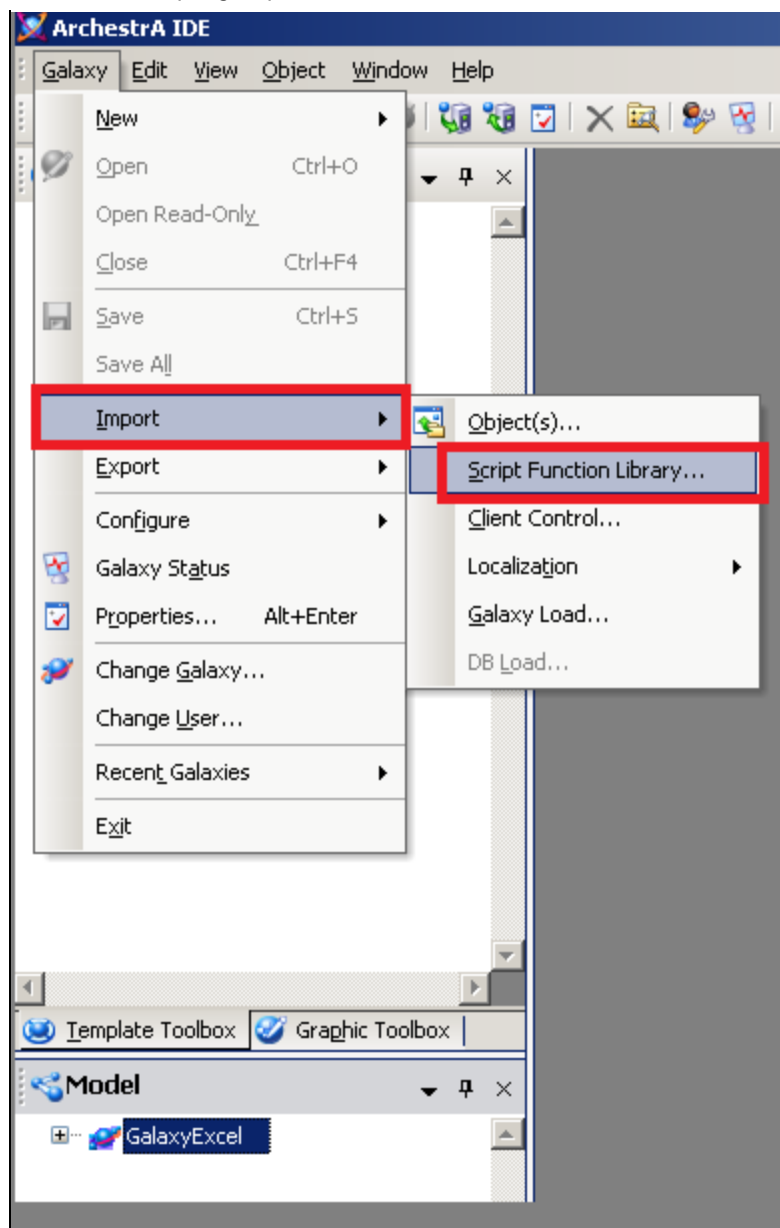 ArchestrA IDE
Galaxy Edit View Object Window Help
New
Open Ctrl+O
Open Read-Only
Close Ctrl+F4
Save Ctrl+S
Save All
Import
Export
Configure
Galaxy Status
Properties... Alt+Enter
Change Galaxy...
Change User...
Recent Galaxies
Exit
Object(s)...
Script Function Library...
Client Control...
Localization
Galaxy Load...
DB Load...
Template Toolbox Graphic Toolbox
Model
GalaxyExcel